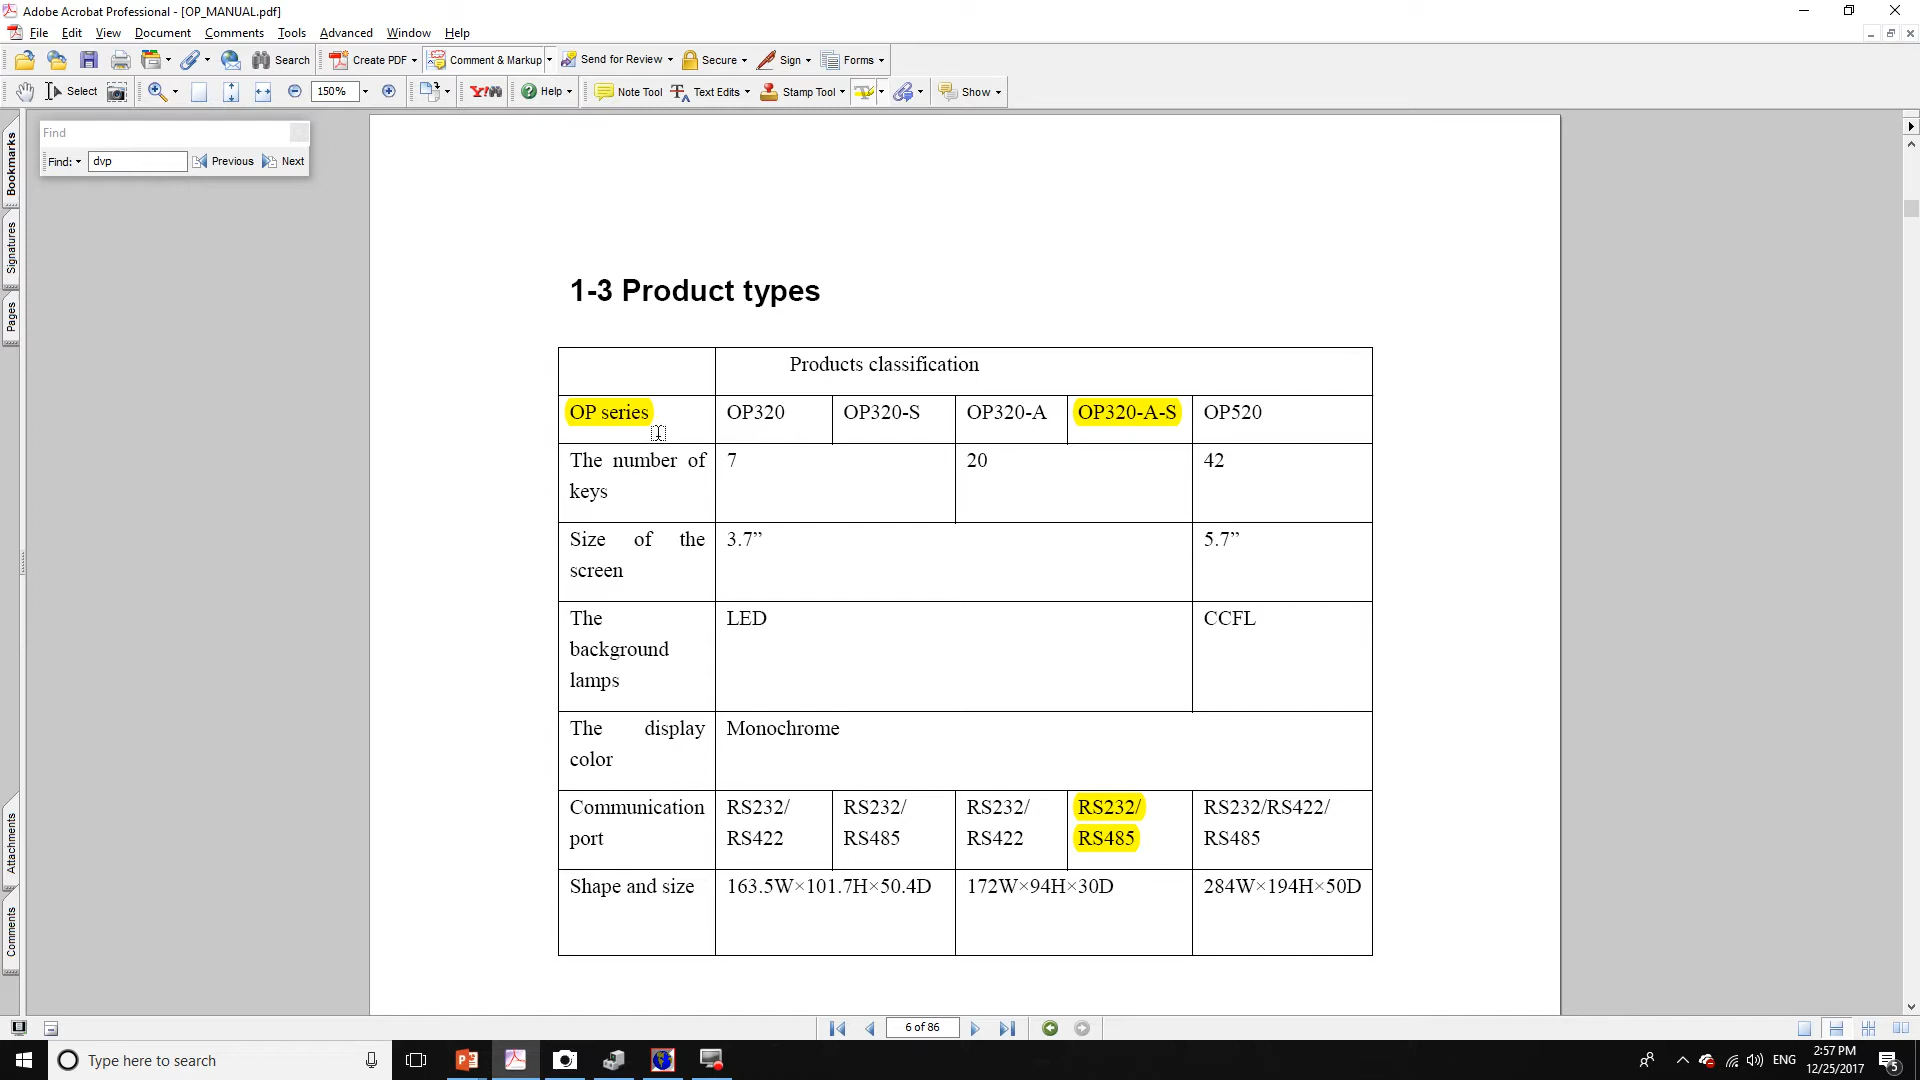 Adobe Acrobat Professional - [OP_MANUAL.pdf]
File Edit View Document Comments Tools Advanced Window Help
Search Create PDF Comment & Markup Send for Review Secure Sign Forms
Select 150% Y! Help Note Tool Text Edits Stamp Tool Show
Find
Find: dvp Previous Next
Bookmarks
Signatures
Pages
Attachments
Comments
1-3 Product types
Products classification
OP series OP320 OP320-S OP320-A OP320-A-S OP520
The number of 7 20 42
keys
Size of the 3.7” 5.7”
screen
The LED CCFL
background
lamps
The display Monochrome
color
Communication RS232/ RS232/ RS232/ RS232/ RS232/RS422/
port RS422 RS485 RS422 RS485 RS485
Shape and size 163.5W×101.7H×50.4D 172W×94H×30D 284W×194H×50D
6 of 86
Type here to search
ENG
2:57 PM
12/25/2017
5